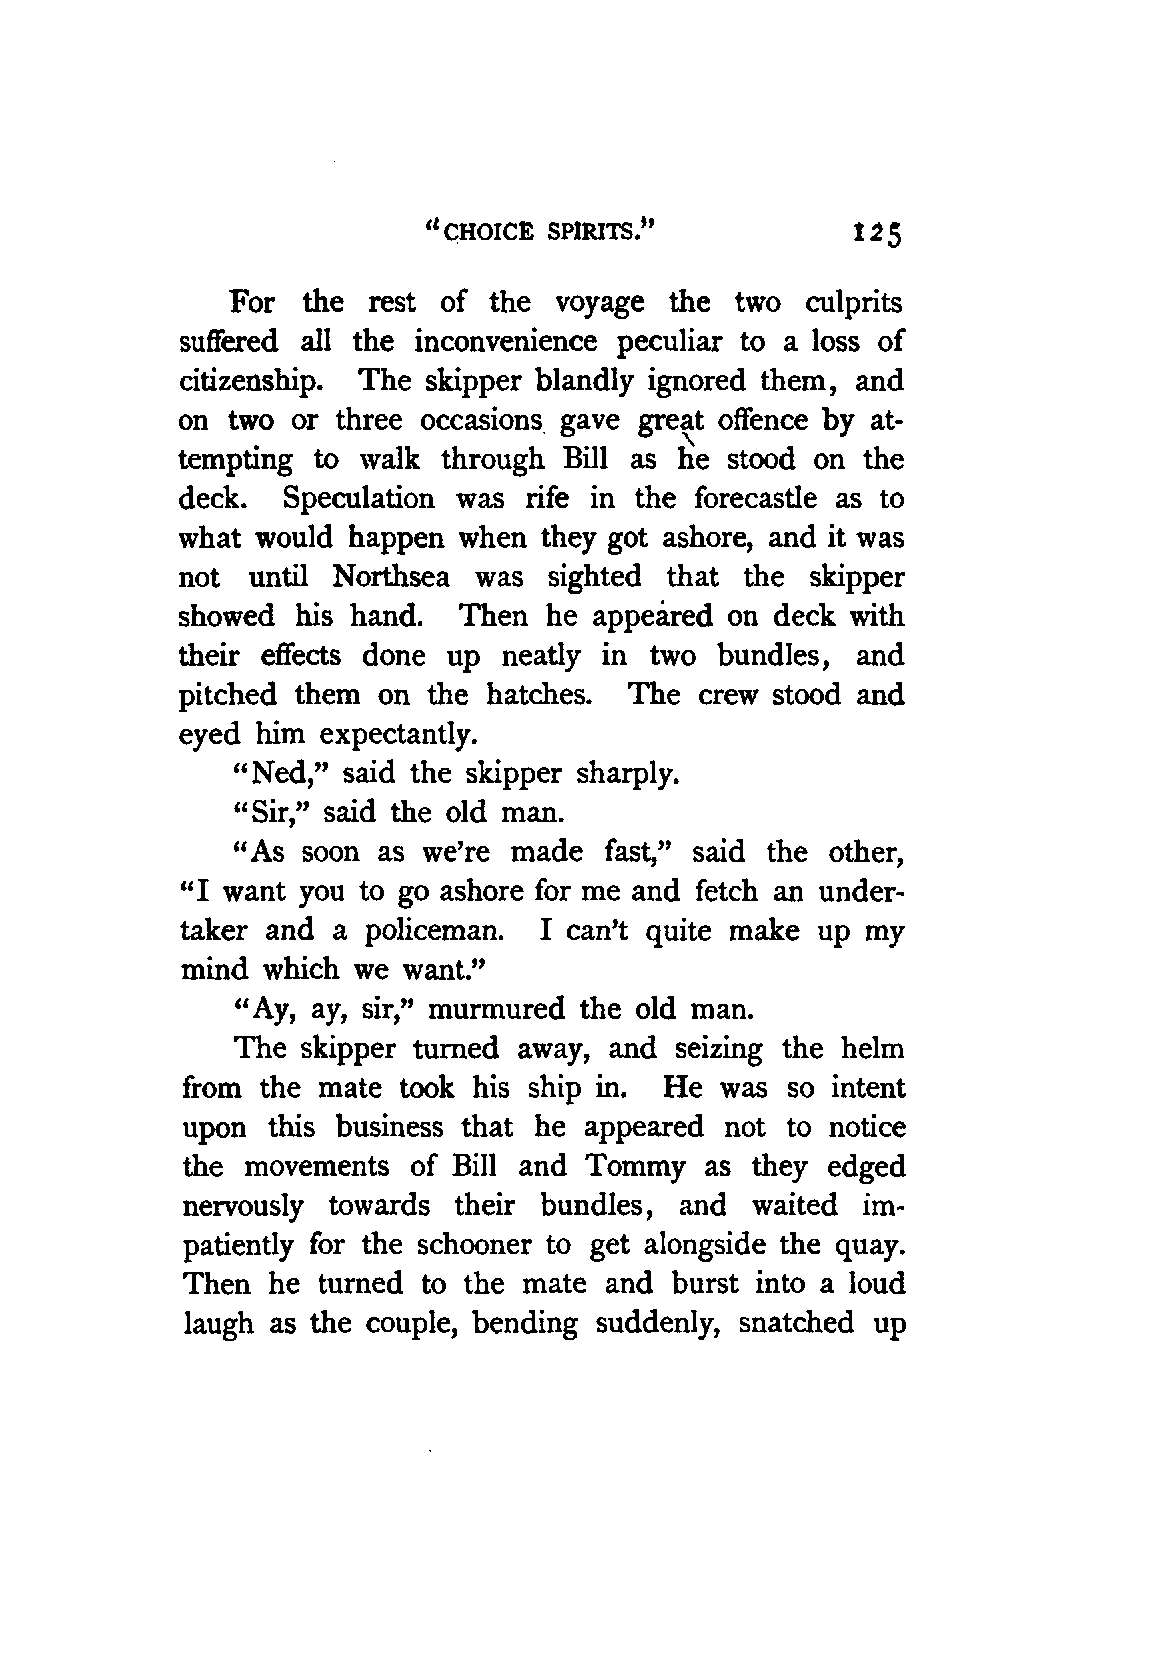 "CHOICE SPIRITS." 125
For the rest of the voyage the two culprits
suffered all the inconvenience peculiar to a loss of
citizenship. The skipper blandly ignored them, and
on two or three occasions gave great offence by at-
tempting to walk through Bill as he stood on the
deck. Speculation was rife in the forecastle as to
what would happen when they got ashore, and it was
not until Northsea was sighted that the skipper
showed his hand. Then he appeared on deck with
their effects done up neatly in two bundles, and
pitched them on the hatches. The crew stood and
eyed him expectantly.
"Ned," said the skipper sharply.
"Sir," said the old man.
"As soon as we're made fast," said the other,
"I want you to go ashore for me and fetch an under-
taker and a policeman. I can't quite make up my
mind which we want."
"Ay, ay, sir," murmured the old man.
The skipper turned away, and seizing the helm
from the mate took his ship in. He was so intent
upon this business that he appeared not to notice
the movements of Bill and Tommy as they edged
nervously towards their bundles, and waited im-
patiently for the schooner to get alongside the quay.
Then he turned to the mate and burst into a loud
laugh as the couple, bending suddenly, snatched up